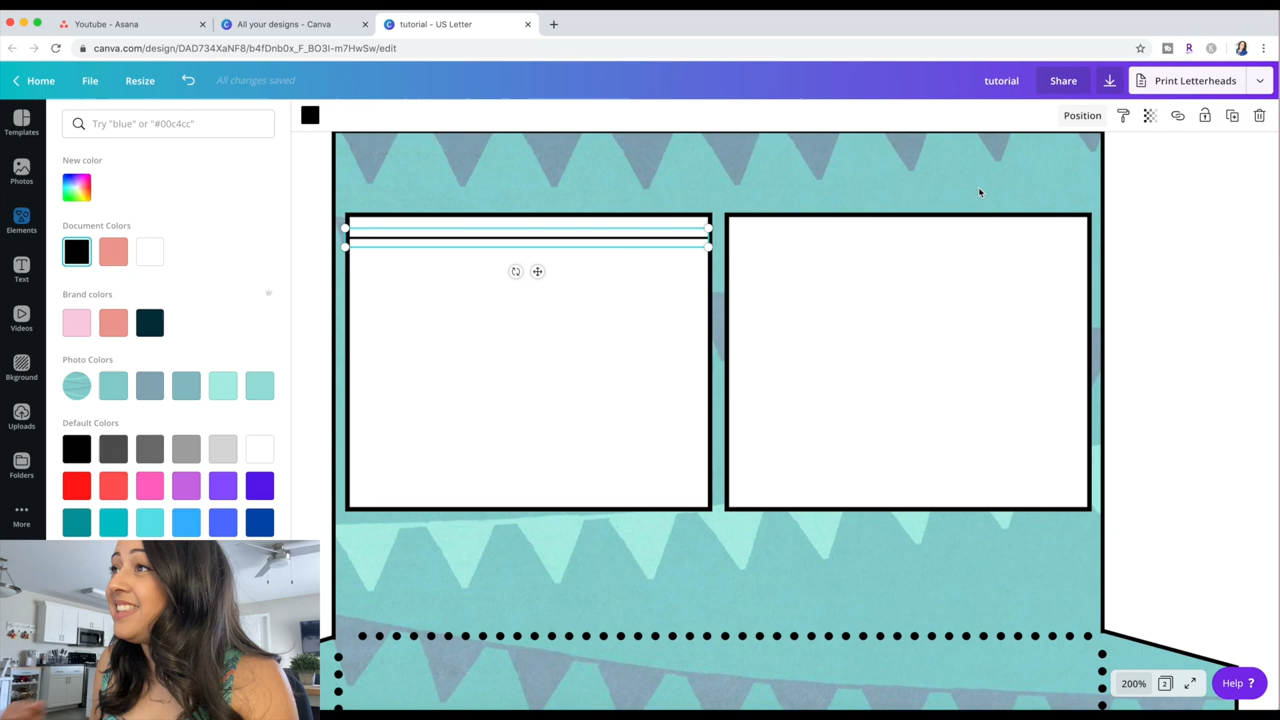 Youtube - Asana
All your designs - Canva
tutorial - US Letter
canva.com/design/DAD734XaNF8/b4fDnb0x_F_BO3I-m7HwSw/edit
Home
File
Resize
All changes saved
tutorial
Share
Print Letterheads
Templates
Photos
Elements
Text
Videos
Bkground
Uploads
Folders
More
Try "blue" or "#00c4cc"
Position
New color
Document Colors
Brand colors
Photo Colors
Default Colors
200%
2
Help ?